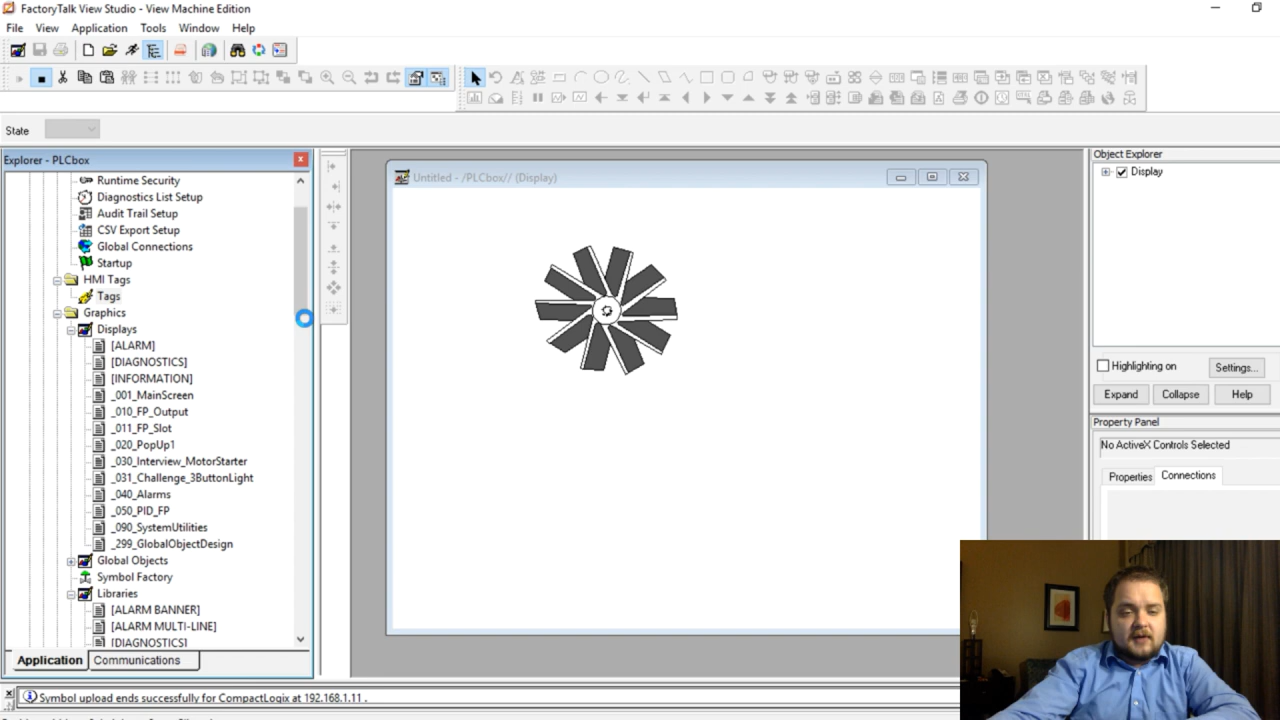 FactoryTalk View Studio - View Machine Edition
File View Application Tools Window Help
State
Explorer - PLCbox
Runtime Security
Diagnostics List Setup
Audit Trail Setup
CSV Export Setup
Global Connections
Startup
HMI Tags
Tags
Graphics
Displays
[ALARM]
[DIAGNOSTICS]
[INFORMATION]
_001_MainScreen
_010_FP_Output
_011_FP_Slot
_020_PopUp1
_030_Interview_MotorStarter
_031_Challenge_3ButtonLight
_040_Alarms
_050_PID_FP
_090_SystemUtilities
_299_GlobalObjectDesign
Global Objects
Symbol Factory
Libraries
[ALARM BANNER]
[ALARM MULTI-LINE]
[DIAGNOSTICS]
Application Communications
Untitled - /PLCbox// (Display)
Object Explorer
Display
Highlighting on Settings...
Expand Collapse Help
Property Panel
No ActiveX Controls Selected
Properties Connections
Symbol upload ends successfully for CompactLogix at 192.168.1.11 .